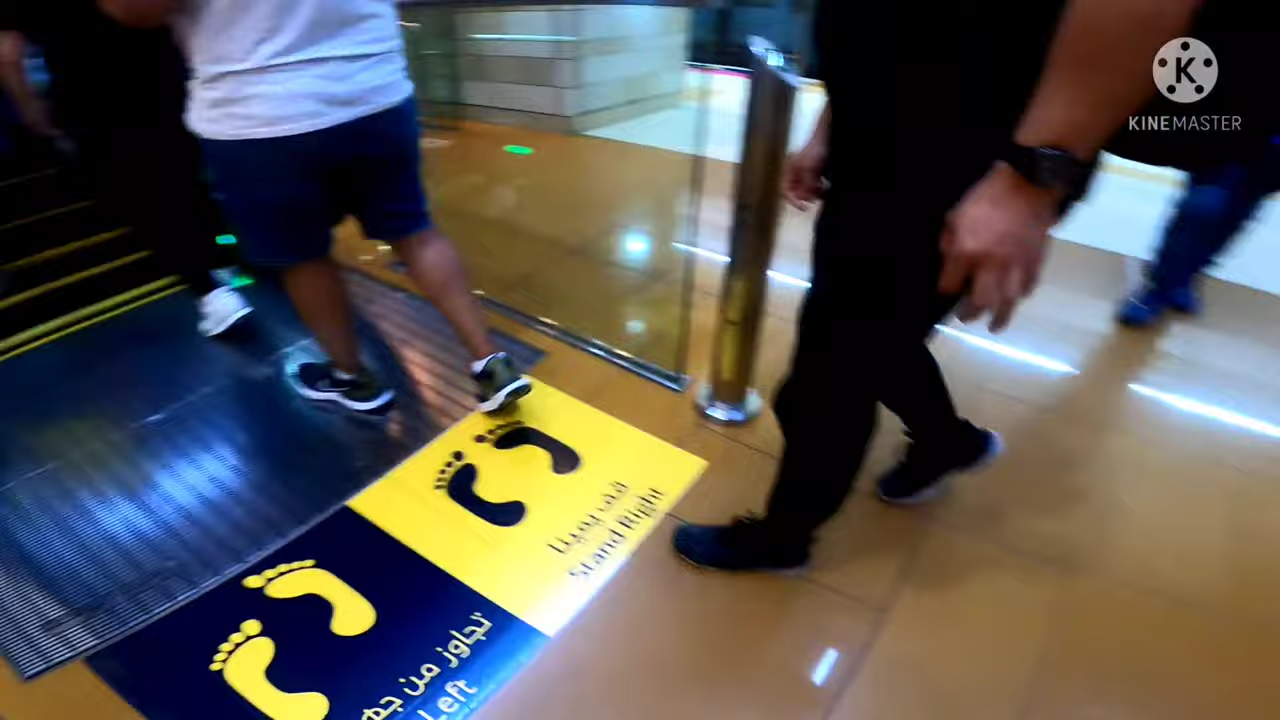 K
KINEMASTER
قف يمينا
Stand Right
تجاوز من
Left